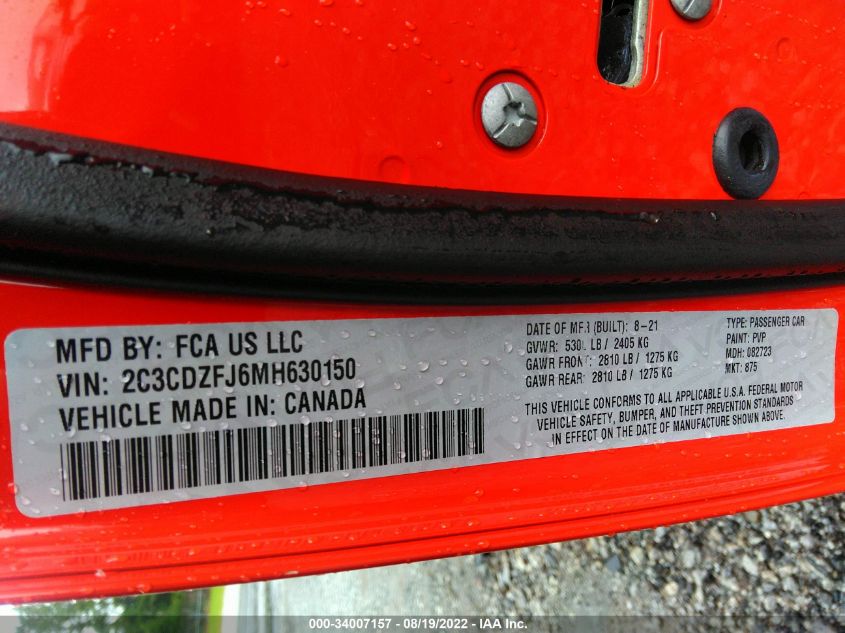 MFD BY: FCA US LLC
VIN: 2C3CDZFJ6MH630150
VEHICLE MADE IN: CANADA
DATE OF MFR (BUILT): 8-21
GVWR: LB / 2405 KG
GAWR FRONT: 2810 LB / 1275 KG
GAWR REAR: 2810 LB / 1275 KG
TYPE: PASSENGER CAR
PAINT: PVP
MDH: 082723
MKT: 875
THIS VEHICLE CONFORMS TO ALL APPLICABLE U.S.A. FEDERAL MOTOR
VEHICLE SAFETY, BUMPER, AND THEFT PREVENTION STANDARDS
IN EFFECT ON THE DATE OF MANUFACTURE SHOWN ABOVE.
000-34007157 - 08/19/2022 - IAA Inc.